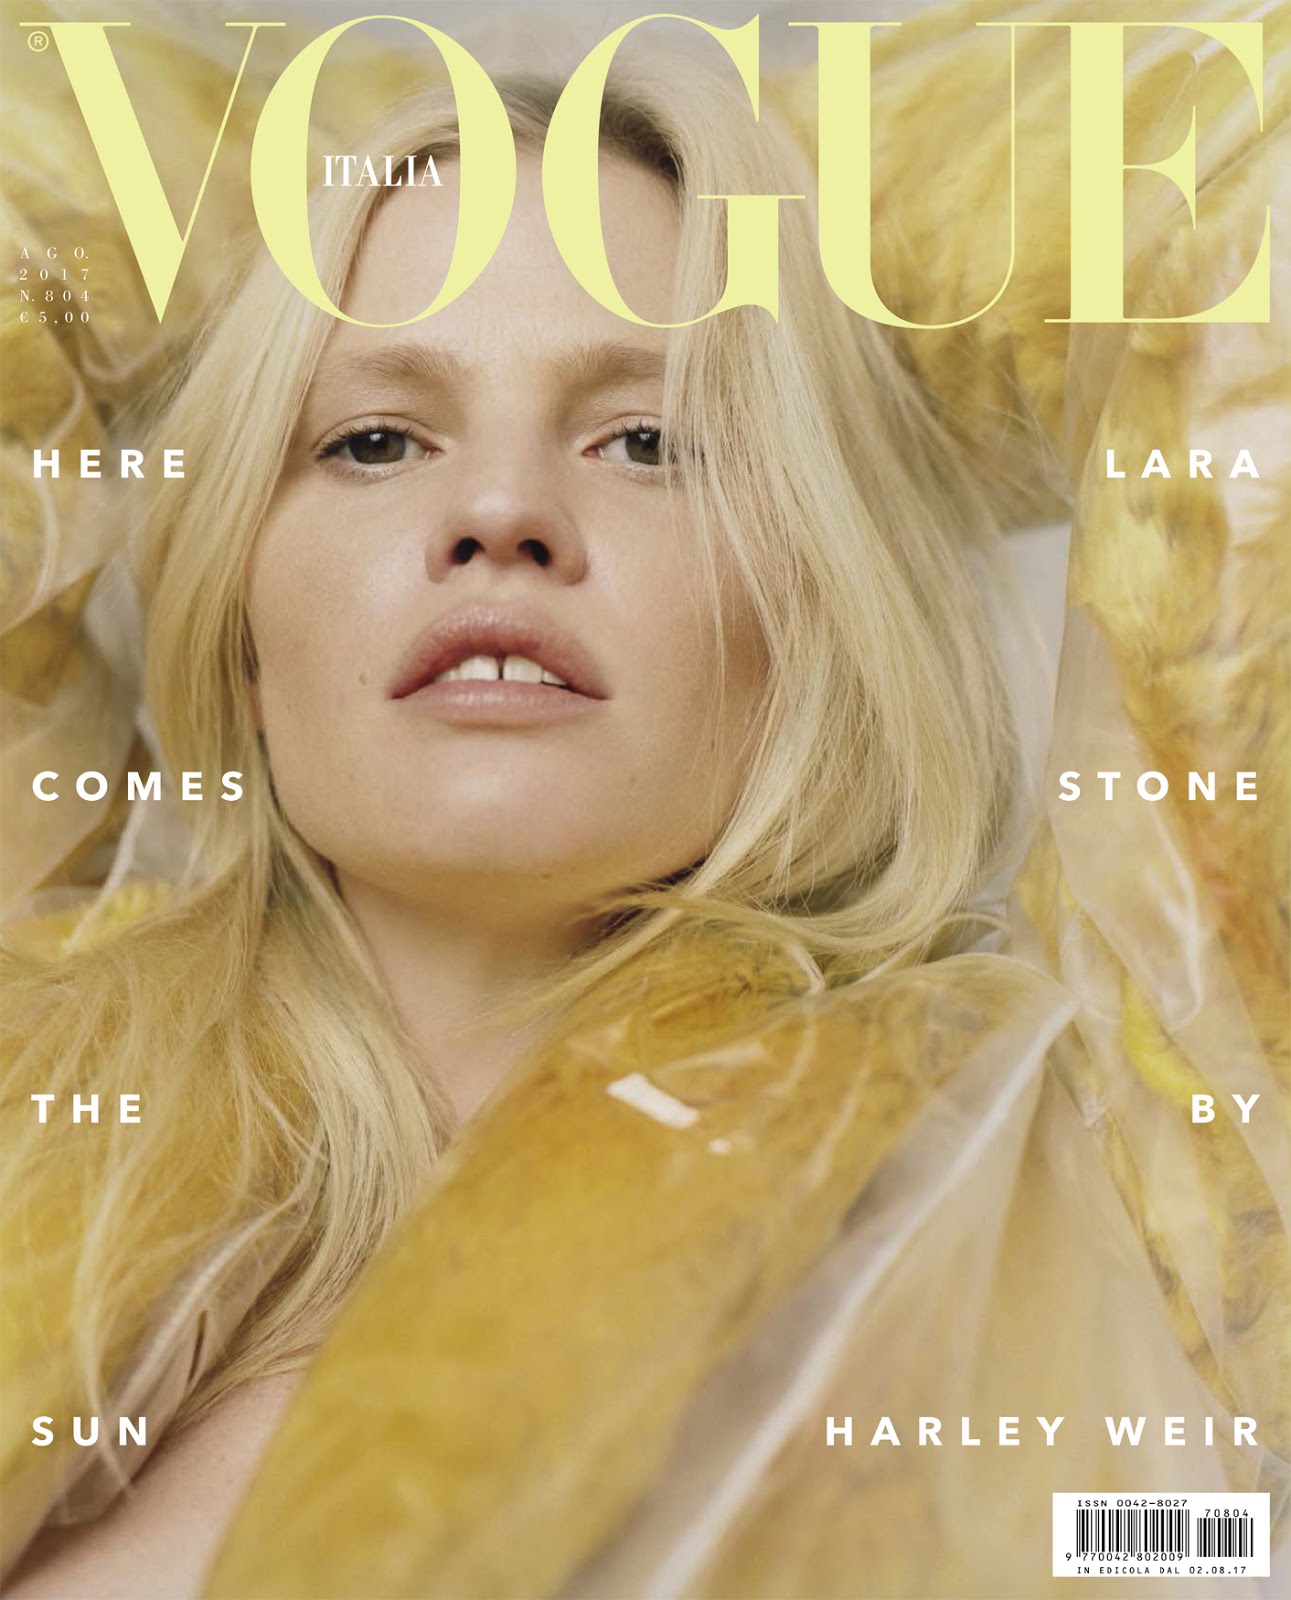 VOGUE
®
ITALIA
AGO.
2017
N.804
€5,00
HERE
COMES
THE
SUN
LARA
STONE
BY
HARLEY WEIR
ISSN 0042-8027
70804
9 770042 802009
IN EDICOLA DAL 02.08.17